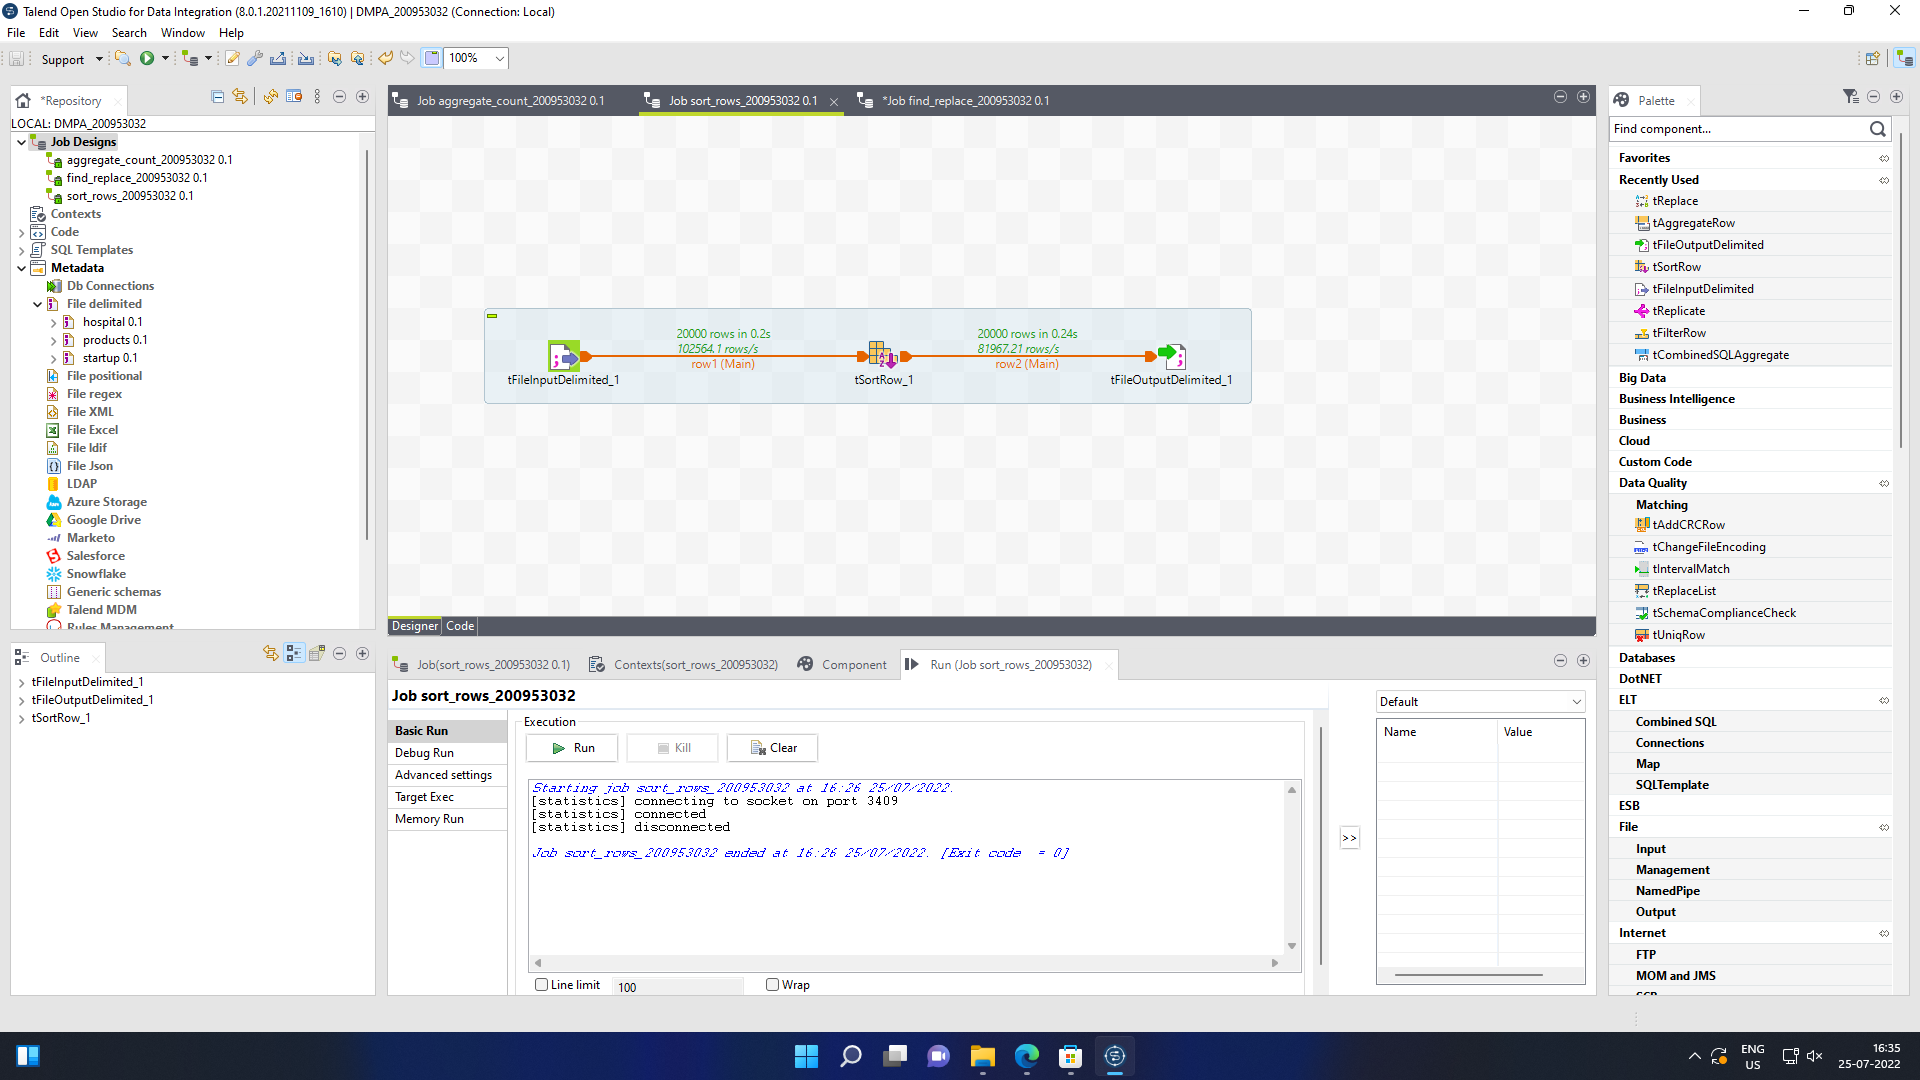 Talend Open Studio for Data Integration (8.0.1.20211109_1610) | DMPA_200953032 (Connection: Local)
File Edit View Search Window Help
Support
100%
*Repository
LOCAL: DMPA_200953032
Job Designs
aggregate_count_200953032 0.1
find_replace_200953032 0.1
sort_rows_200953032 0.1
Contexts
Code
SQL Templates
Metadata
Db Connections
File delimited
hospital 0.1
products 0.1
startup 0.1
File positional
File regex
File XML
File Excel
File ldif
File Json
LDAP
Azure Storage
Google Drive
Marketo
Salesforce
Snowflake
Generic schemas
Talend MDM
Rules Management
Outline
tFileInputDelimited_1
tFileOutputDelimited_1
tSortRow_1
Job aggregate_count_200953032 0.1
Job sort_rows_200953032 0.1
*Job find_replace_200953032 0.1
20000 rows in 0.2s
102564.1 rows/s
row1 (Main)
20000 rows in 0.24s
81967.21 rows/s
row2 (Main)
tFileInputDelimited_1
tSortRow_1
tFileOutputDelimited_1
Designer
Code
Job(sort_rows_200953032 0.1)
Contexts(sort_rows_200953032)
Component
Run (Job sort_rows_200953032)
Job sort_rows_200953032
Basic Run
Debug Run
Advanced settings
Target Exec
Memory Run
Execution
Run
Kill
Clear
Starting job sort_rows_200953032 at 16:26 25/07/2022.
[statistics] connecting to socket on port 3409
[statistics] connected
[statistics] disconnected
Job sort_rows_200953032 ended at 16:26 25/07/2022. [Exit code  = 0]
Line limit
100
Wrap
>>
Default
Name
Value
Palette
Find component...
Favorites
Recently Used
tReplace
tAggregateRow
tFileOutputDelimited
tSortRow
tFileInputDelimited
tReplicate
tFilterRow
tCombinedSQLAggregate
Big Data
Business Intelligence
Business
Cloud
Custom Code
Data Quality
Matching
tAddCRCRow
tChangeFileEncoding
tIntervalMatch
tReplaceList
tSchemaComplianceCheck
tUniqRow
Databases
DotNET
ELT
Combined SQL
Connections
Map
SQLTemplate
ESB
File
Input
Management
NamedPipe
Output
Internet
FTP
MOM and JMS
ENG
US
16:35
25-07-2022